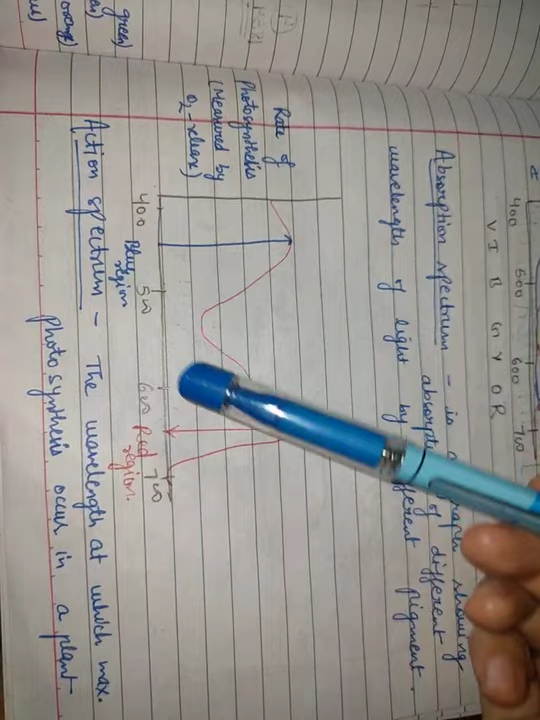 400 500 600 700
V I B G Y O R
Absorption spectrum - is a graph showing
absorption of different
wavelengths of light by different pigment.
Rate of
Photosynthesis
(Measured by
O2 - release)
400 500 600 700
Blue
region
Red
region.
Action spectrum - The wavelength at which max.
photosynthesis occur in a plant
green)
orange)